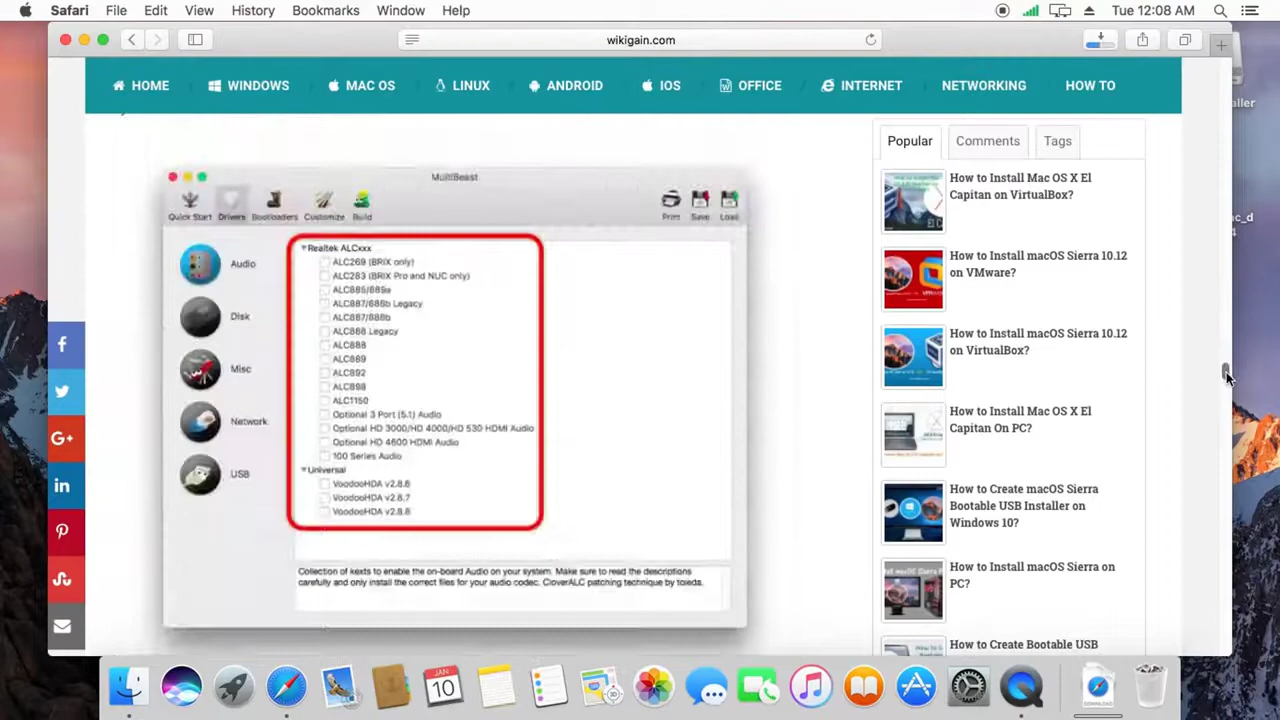 Safari File Edit View History Bookmarks Window Help
Tue 12:08 AM
wikigain.com
HOME WINDOWS MAC OS LINUX ANDROID IOS OFFICE INTERNET NETWORKING HOW TO
MultiBeast
Quick Start Drivers Bootloaders Customize Build Print Save Load
Audio
Disk
Misc
Network
USB
Realtek ALCxxx
ALC269 (BRIX only)
ALC283 (BRIX Pro and NUC only)
ALC885/889a
ALC887/888b Legacy
ALC887/888b
ALC888 Legacy
ALC888
ALC889
ALC892
ALC898
ALC1150
Optional 3 Port (5.1) Audio
Optional HD 3000/HD 4000/HD 530 HDMI Audio
Optional HD 4600 HDMI Audio
100 Series Audio
Universal
VoodooHDA v2.8.6
VoodooHDA v2.8.7
VoodooHDA v2.8.8
Collection of kexts to enable the on-board Audio on your system. Make sure to read the descriptions
carefully and only install the correct files for your audio codec. CloverALC patching technique by toleda.
Popular Comments Tags
How to Install Mac OS X El
Capitan on VirtualBox?
How to Install macOS Sierra 10.12
on VMware?
How to Install macOS Sierra 10.12
on VirtualBox?
How to Install Mac OS X El
Capitan On PC?
How to Create macOS Sierra
Bootable USB Installer on
Windows 10?
How to Install macOS Sierra on
PC?
How to Create Bootable USB
JAN
10
DOWNLOAD